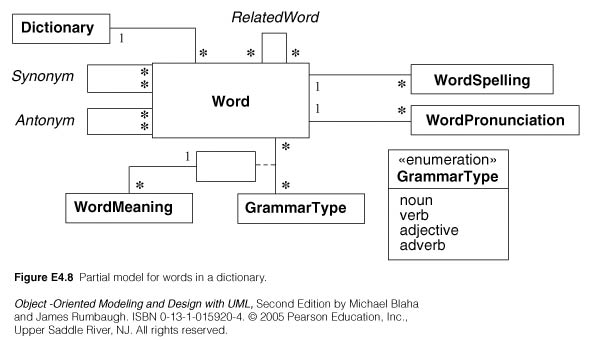 RelatedWord
Dictionary
1
*
* *
Synonym
*
*
Word
1 * WordSpelling
Antonym
*
*
1 * WordPronunciation
*
1
*
*
WordMeaning
GrammarType
«enumeration»
GrammarType
noun
verb
adjective
adverb
Figure E4.8 Partial model for words in a dictionary.
Object -Oriented Modeling and Design with UML, Second Edition by Michael Blaha
and James Rumbaugh. ISBN 0-13-1-015920-4. © 2005 Pearson Education, Inc.,
Upper Saddle River, NJ. All rights reserved.